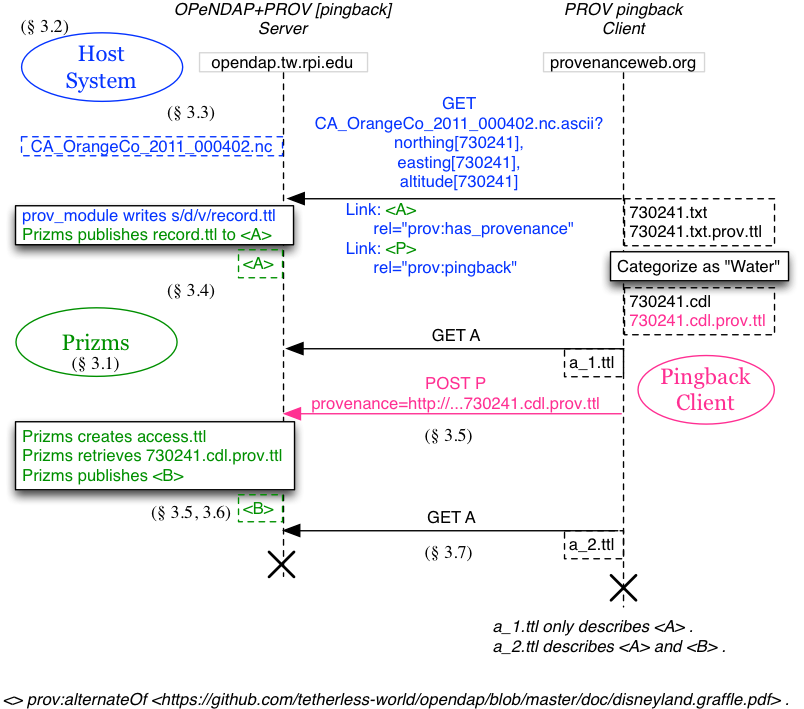 OPeNDAP+PROV [pingback]
Server
PROV pingback
Client
(§ 3.2)
Host
System
opendap.tw.rpi.edu
provenanceweb.org
(§ 3.3)
GET
CA_OrangeCo_2011_000402.nc.ascii?
northing[730241],
easting[730241],
altitude[730241]
CA_OrangeCo_2011_000402.nc
prov_module writes s/d/v/record.ttl
Prizms publishes record.ttl to <A>
Link: <A>
rel="prov:has_provenance"
Link: <P>
rel="prov:pingback"
730241.txt
730241.txt.prov.ttl
<A>
Categorize as "Water"
(§ 3.4)
730241.cdl
730241.cdl.prov.ttl
Prizms
(§ 3.1)
GET A
a_1.ttl
Pingback
Client
POST P
provenance=http://...730241.cdl.prov.ttl
(§ 3.5)
Prizms creates access.ttl
Prizms retrieves 730241.cdl.prov.ttl
Prizms publishes <B>
(§ 3.5, 3.6)
<B>
GET A
a_2.ttl
(§ 3.7)
a_1.ttl only describes <A> .
a_2.ttl describes <A> and <B> .
<> prov:alternateOf <https://github.com/tetherless-world/opendap/blob/master/doc/disneyland.graffle.pdf> .